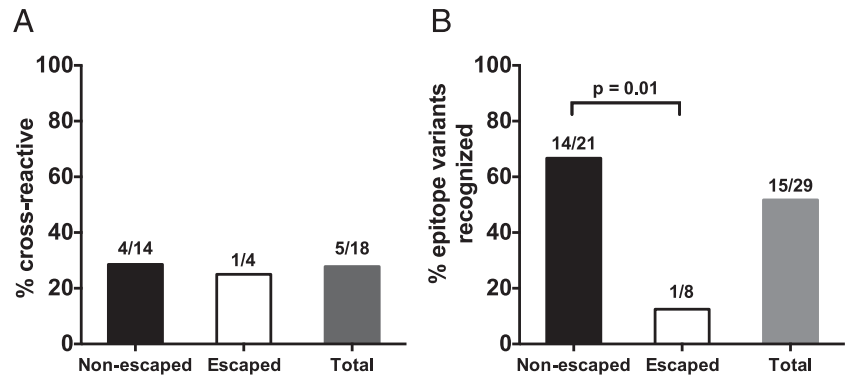 A
% cross-reactive
100
80
60
40
20
0
4/14
1/4
5/18
Non-escaped Escaped Total
B
% epitope variants
recognized
100
80
60
40
20
0
p = 0.01
14/21
1/8
15/29
Non-escaped Escaped Total